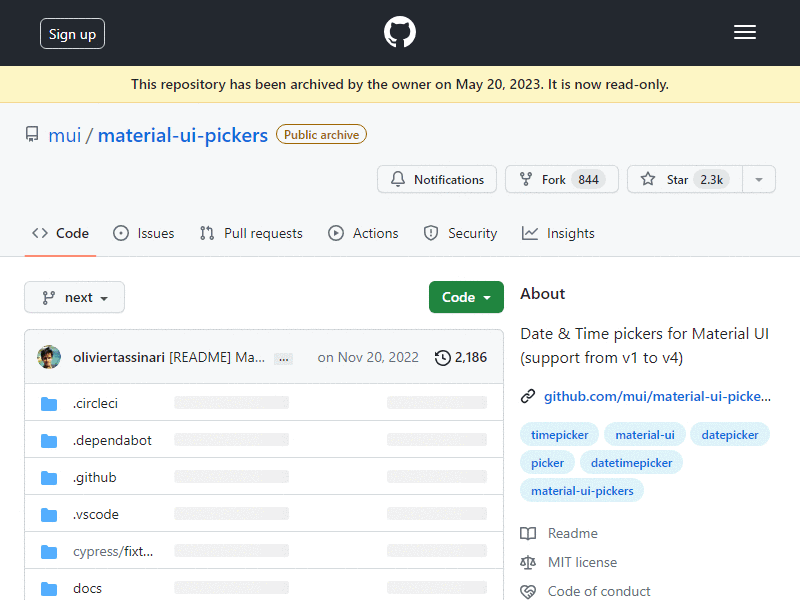 Sign up
This repository has been archived by the owner on May 20, 2023. It is now read-only.
mui / material-ui-pickers Public archive
Notifications Fork 844 Star 2.3k
Code Issues Pull requests Actions Security Insights
next Code
oliviertassinari [README] Ma... ... on Nov 20, 2022 2,186
.circleci
.dependabot
.github
.vscode
cypress/fixt...
docs
About
Date & Time pickers for Material UI
(support from v1 to v4)
github.com/mui/material-ui-picke...
timepicker material-ui datepicker
picker datetimepicker
material-ui-pickers
Readme
MIT license
Code of conduct